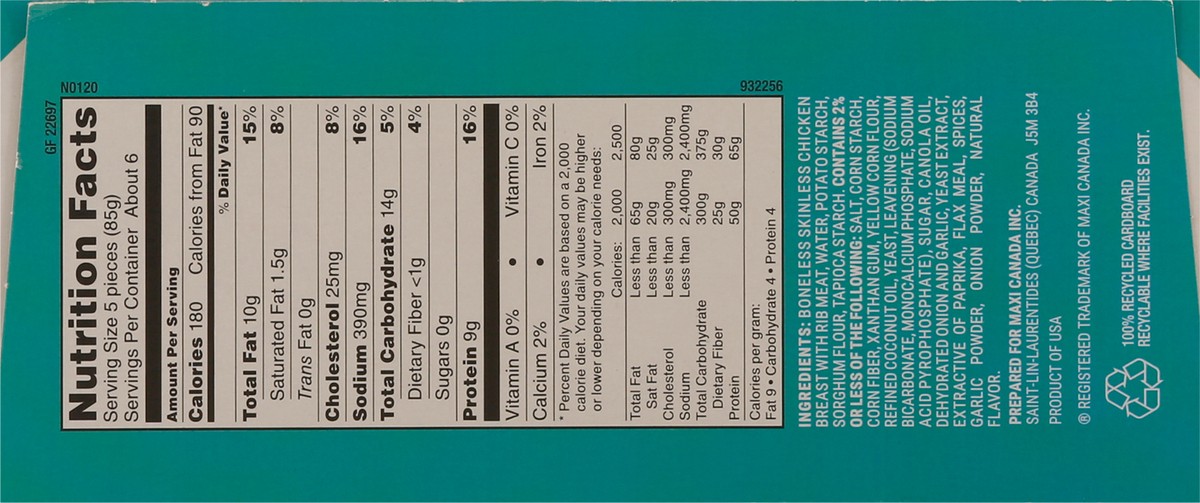 GF 22697
N0120
932256
Nutrition Facts
Serving Size 5 pieces (85g)
Servings Per Container About 6
Amount Per Serving
Calories 180 Calories from Fat 90
% Daily Value*
Total Fat 10g 15%
Saturated Fat 1.5g 8%
Trans Fat 0g
Cholesterol 25mg 8%
Sodium 390mg 16%
Total Carbohydrate 14g 5%
Dietary Fiber <1g 4%
Sugars 0g
Protein 9g 16%
Vitamin A 0% • Vitamin C 0%
Calcium 2% • Iron 2%
* Percent Daily Values are based on a 2,000
calorie diet. Your daily values may be higher
or lower depending on your calorie needs:
Calories: 2,000 2,500
Total Fat Less than 65g 80g
Sat Fat Less than 20g 25g
Cholesterol Less than 300mg 300mg
Sodium Less than 2,400mg 2,400mg
Total Carbohydrate 300g 375g
Dietary Fiber 25g 30g
Protein 50g 65g
Calories per gram:
Fat 9 • Carbohydrate 4 • Protein 4
INGREDIENTS: BONELESS SKINLESS CHICKEN
BREAST WITH RIB MEAT, WATER, POTATO STARCH,
SORGHUM FLOUR, TAPIOCA STARCH. CONTAINS 2%
OR LESS OF THE FOLLOWING: SALT, CORN STARCH,
CORN FIBER, XANTHAN GUM, YELLOW CORN FLOUR,
REFINED COCONUT OIL, YEAST, LEAVENING (SODIUM
BICARBONATE, MONOCALCIUM PHOSPHATE, SODIUM
ACID PYROPHOSPHATE), SUGAR, CANOLA OIL,
DEHYDRATED ONION AND GARLIC, YEAST EXTRACT,
EXTRACTIVE OF PAPRIKA, FLAX MEAL, SPICES,
GARLIC POWDER, ONION POWDER, NATURAL
FLAVOR.
PREPARED FOR MAXI CANADA INC.
SAINT-LIN-LAURENTIDES (QUEBEC) CANADA J5M 3B4
PRODUCT OF USA
® REGISTERED TRADEMARK OF MAXI CANADA INC.
100% RECYCLED CARDBOARD
RECYCLABLE WHERE FACILITIES EXIST.